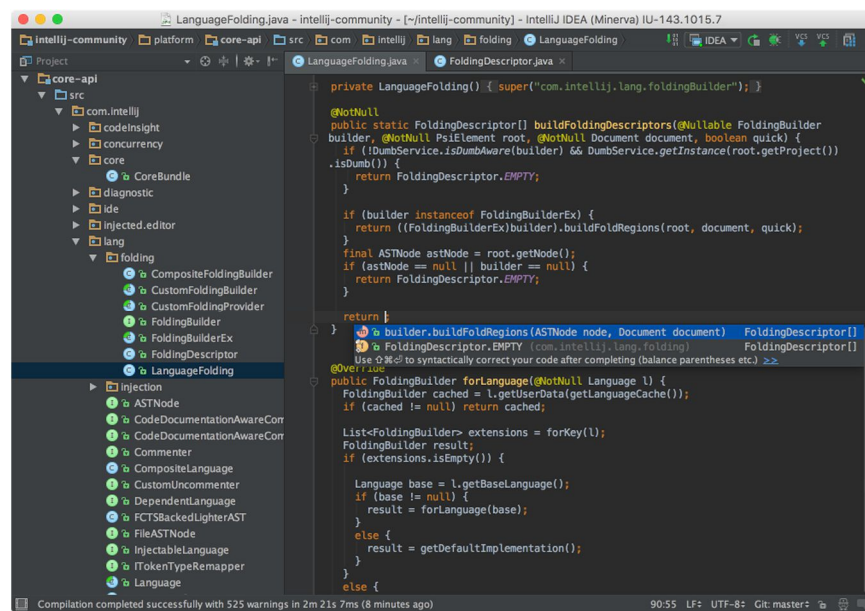 LanguageFolding.java - intellij-community - [~/intellij-community] - IntelliJ IDEA (Minerva) IU-143.1015.7
intellij-community platform core-api src com intellij lang folding LanguageFolding IDEA VCS VCS
Project
core-api
src
com.intellij
codeInsight
concurrency
core
CoreBundle
diagnostic
ide
injected.editor
lang
folding
CompositeFoldingBuilder
CustomFoldingBuilder
CustomFoldingProvider
FoldingBuilder
FoldingBuilderEx
FoldingDescriptor
LanguageFolding
injection
ASTNode
CodeDocumentationAwareCom
CodeDocumentationAwareCom
Commenter
CompositeLanguage
CustomUncommenter
DependentLanguage
FCTSBackedLighterAST
FileASTNode
InjectableLanguage
ITokenTypeRemapper
Language
LanguageFolding.java × FoldingDescriptor.java ×
private LanguageFolding() { super("com.intellij.lang.foldingBuilder"); }
@NotNull
public static FoldingDescriptor[] buildFoldingDescriptors(@Nullable FoldingBuilder
builder, @NotNull PsiElement root, @NotNull Document document, boolean quick) {
if (!DumbService.isDumbAware(builder) && DumbService.getInstance(root.getProject())
.isDumb()) {
return FoldingDescriptor.EMPTY;
}
if (builder instanceof FoldingBuilderEx) {
return ((FoldingBuilderEx)builder).buildFoldRegions(root, document, quick);
}
final ASTNode astNode = root.getNode();
if (astNode == null || builder == null) {
return FoldingDescriptor.EMPTY;
}
return ;
builder.buildFoldRegions(ASTNode node, Document document) FoldingDescriptor[]
}
FoldingDescriptor.EMPTY (com.intellij.lang.folding) FoldingDescriptor[]
Use ⇧⌘⏎ to syntactically correct your code after completing (balance parentheses etc.) >>
@Override
public FoldingBuilder forLanguage(@NotNull Language l) {
FoldingBuilder cached = l.getUserData(getLanguageCache());
if (cached != null) return cached;
List<FoldingBuilder> extensions = forKey(l);
FoldingBuilder result;
if (extensions.isEmpty()) {
Language base = l.getBaseLanguage();
if (base != null) {
result = forLanguage(base);
}
else {
result = getDefaultImplementation();
}
}
else {
Compilation completed successfully with 525 warnings in 2m 21s 7ms (8 minutes ago) 90:55 LF÷ UTF-8÷ Git: master÷